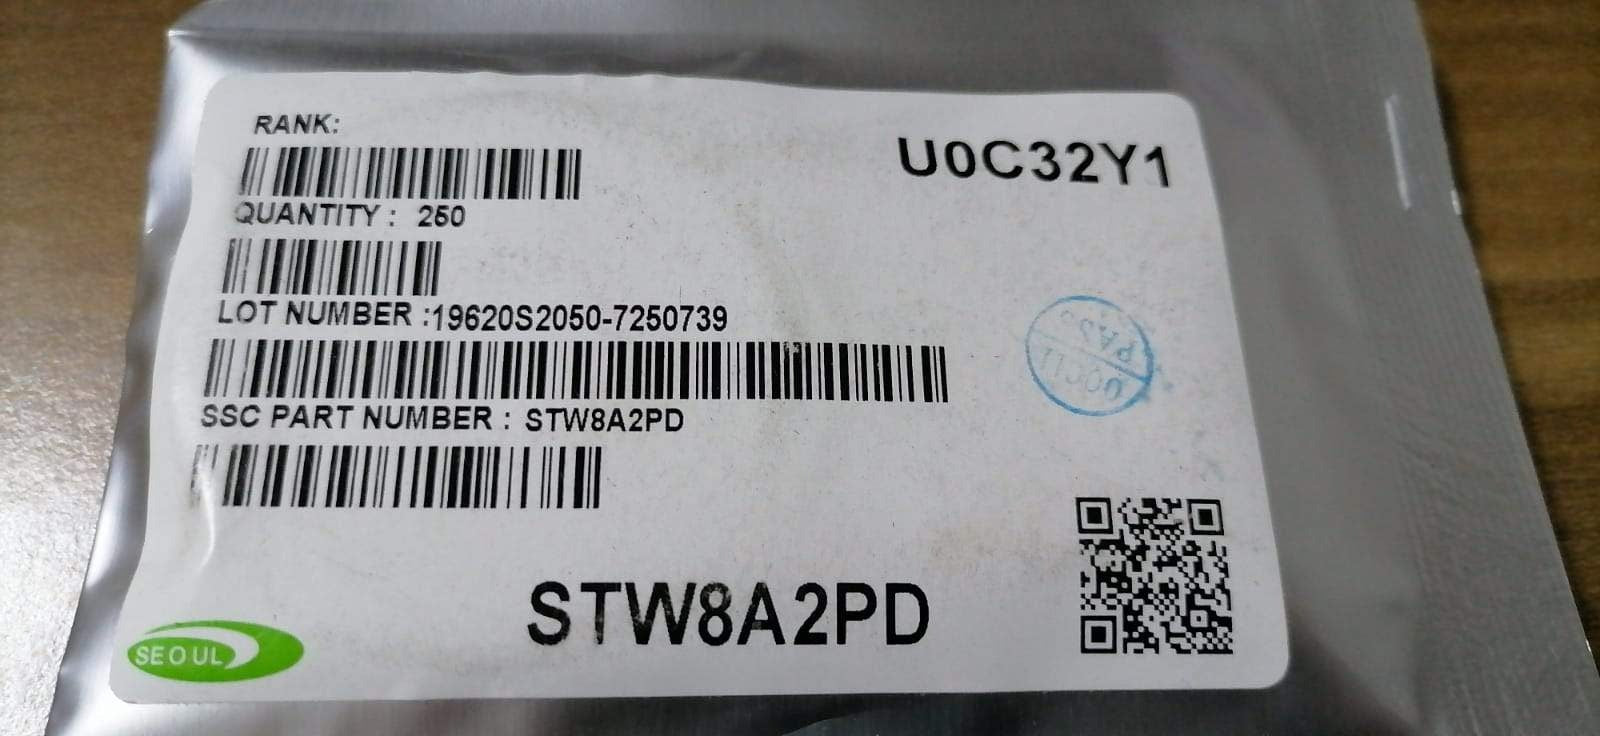 RANK:
U0C32Y1
QUANTITY : 250
LOT NUMBER :19620S2050-7250739
SSC PART NUMBER : STW8A2PD
STW8A2PD
SEOUL